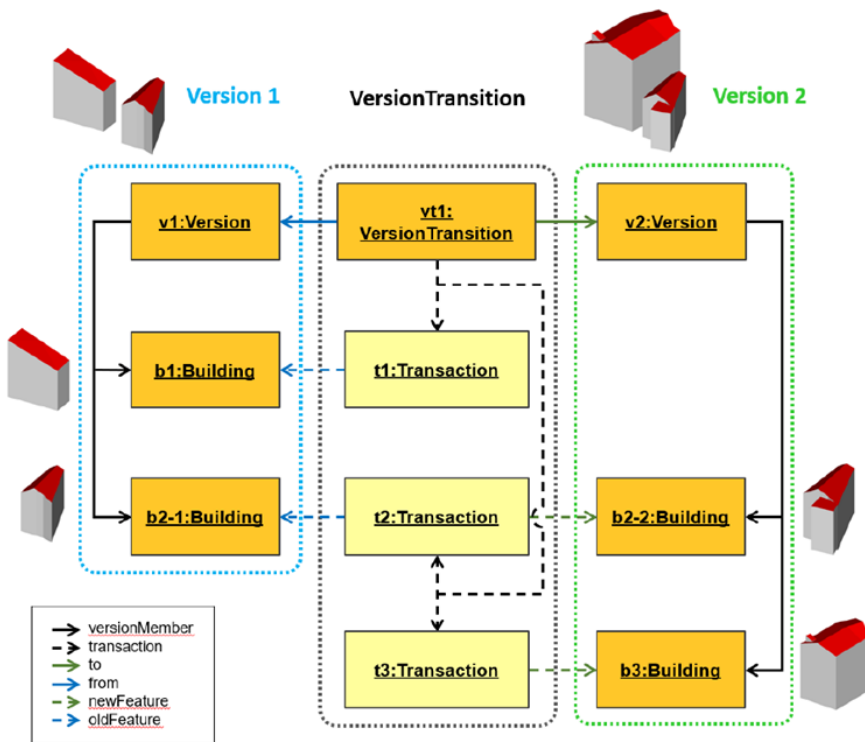 Version 1
VersionTransition
Version 2
v1:Version
vt1:
VersionTransition
v2:Version
b1:Building
t1:Transaction
b2-1:Building
t2:Transaction
b2-2:Building
t3:Transaction
b3:Building
versionMember
transaction
to
from
newFeature
oldFeature